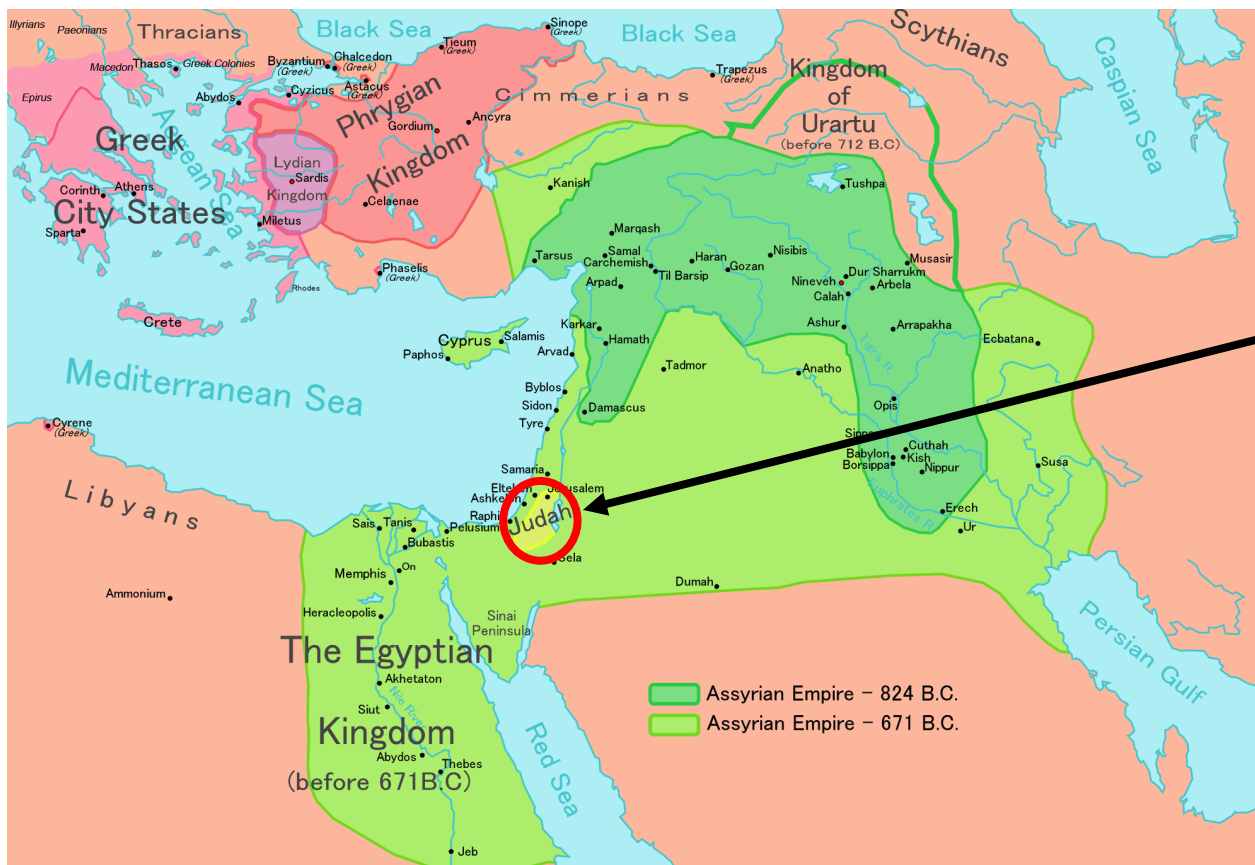 Illyrians
Paeonians
Thracians
Black Sea
Sinope
(Greek)
Black Sea
Scythians
Caspian Sea
Macedon
Thasos
Greek Colonies
Byzantium
(Greek)
Chalcedon
(Greek)
Tieum
(Greek)
Astacus
(Greek)
Trapezus
(Greek)
Kingdom
of
Urartu
(before 712 B.C)
Epirus
Abydos
Cyzicus
Phrygian
Kingdom
Gordium
Ancyra
Cimmerians
Aegean Sea
Greek
City States
Lydian
Kingdom
Sardis
Celaenae
Kanish
Tushpa
Corinth
Athens
Sparta
Miletus
Marqash
Samal
Carchemish
Til Barsip
Haran
Gozan
Nisibis
Musasir
Tarsus
Phaselis
(Greek)
Rhodes
Arpad
Nineveh
Dur Sharrukm
Arbela
Calah
Crete
Cyprus
Salamis
Paphos
Karkar
Hamath
Arvad
Ashur
Arrapakha
Ecbatana
Tigris R.
Mediterranean Sea
Tadmor
Anatho
Byblos
Sidon
Tyre
Damascus
Opis
Cyrene
(Greek)
Cuthah
Babylon
Kish
Borsippa
Nippur
Susa
Samaria
Jerusalem
Ashkelon
Judah
Libyans
Euphrates R.
Erech
Ur
Sais
Tanis
Pelusium
Bubastis
Memphis
On
Dumah
Ammonium
Heracleopolis
Sinai
Peninsula
Persian Gulf
The Egyptian
Kingdom
(before 671B.C)
Akhetaton
Nile River
Siut
Abydos
Thebes
Red Sea
Jeb
Assyrian Empire - 824 B.C.
Assyrian Empire - 671 B.C.